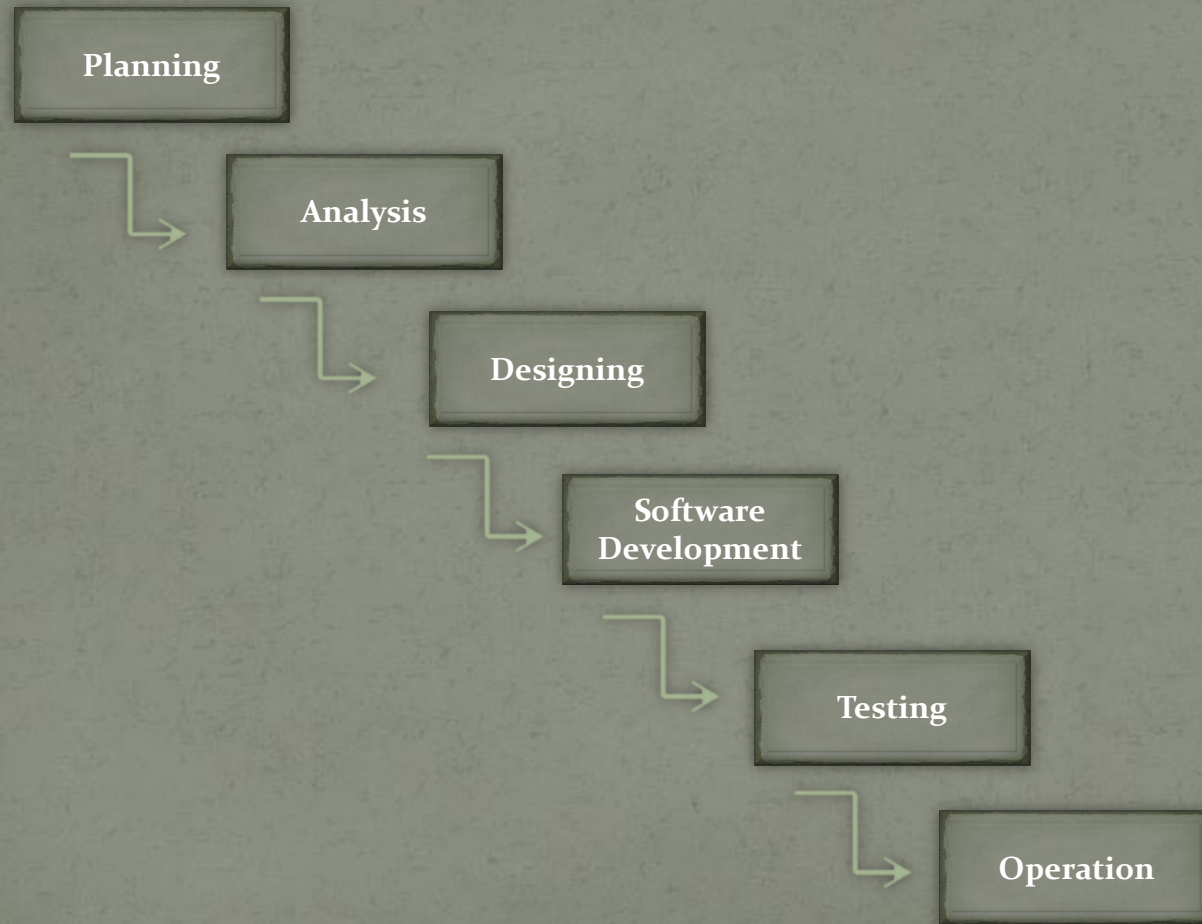 Planning
Analysis
Designing
Software
Development
Testing
Operation